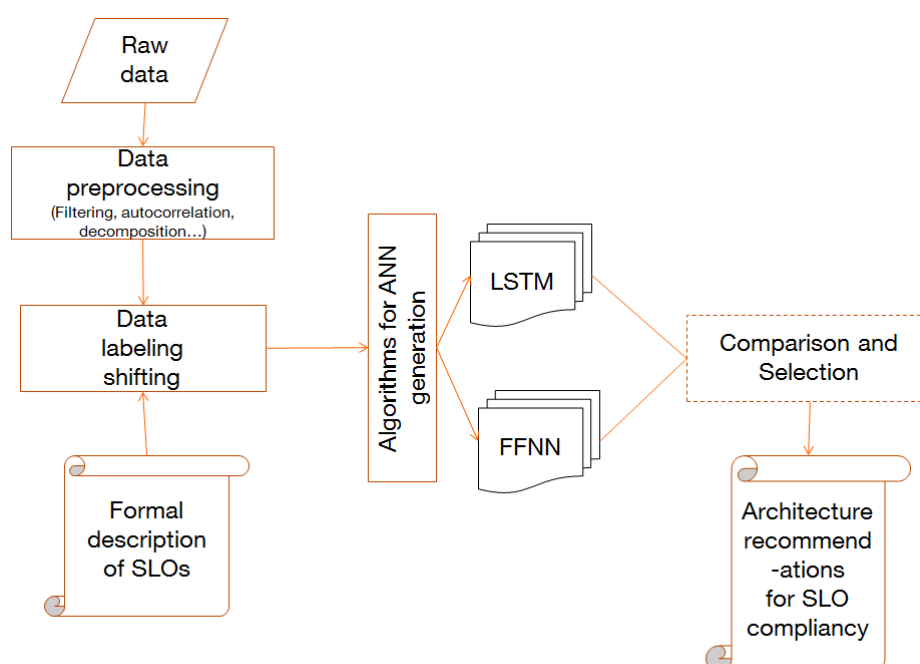 Raw
data
Data
preprocessing
(Filtering, autocorrelation,
decomposition...)
Data
labeling
shifting
Formal
description
of SLOs
Algorithms for ANN
generation
LSTM
FFNN
Comparison and
Selection
Architecture
recommend
-ations
for SLO
compliancy